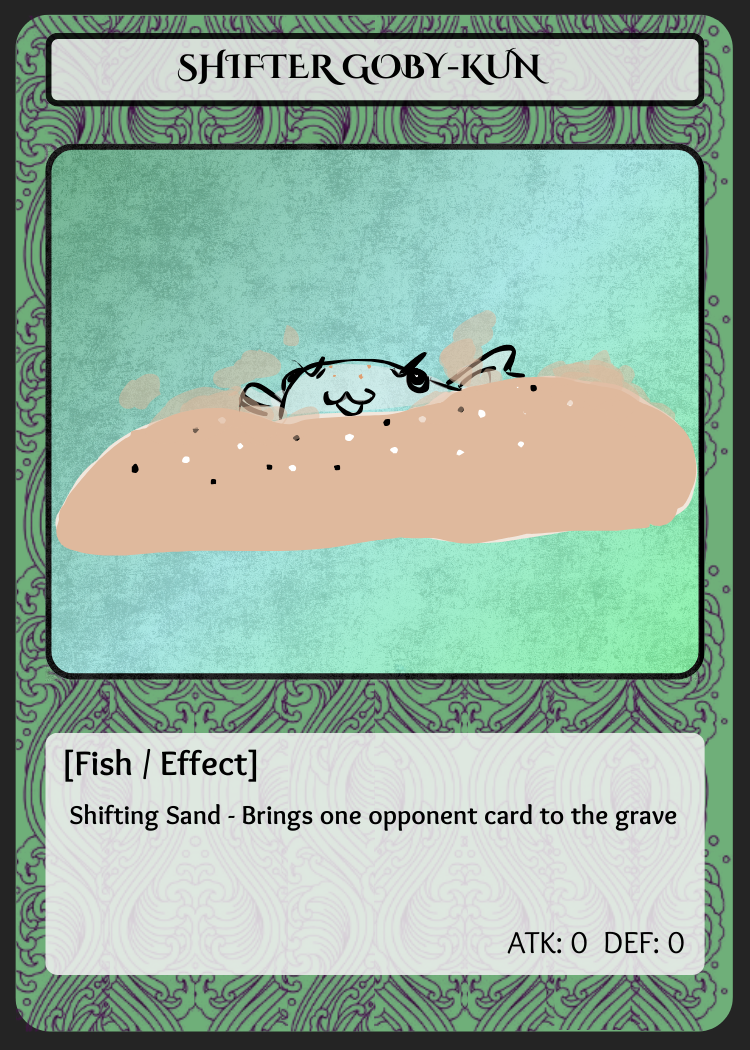 SHIFTER GOBY-KUN
[Fish / Effect]
Shifting Sand - Brings one opponent card to the grave
ATK: 0 DEF: 0